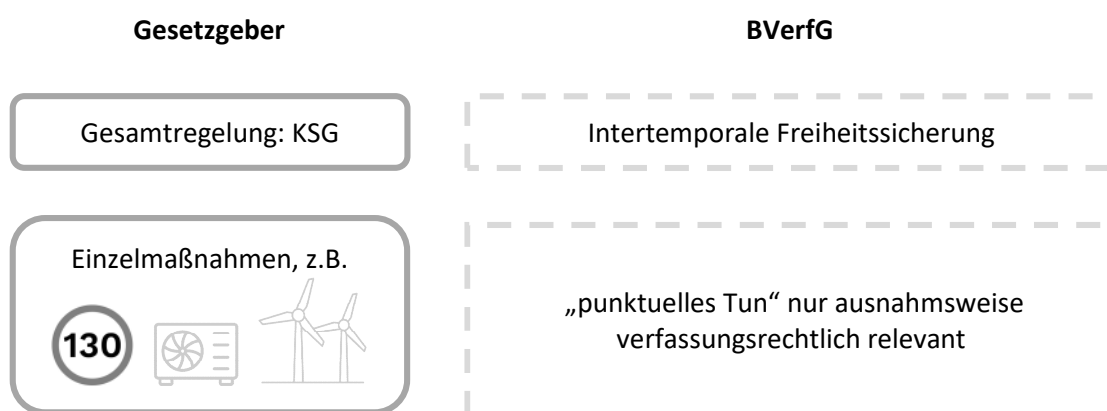 Gesetzgeber
BVerfG
Gesamtregelung: KSG
Intertemporale Freiheitssicherung
Einzelmaßnahmen, z.B.
130
„punktuelles Tun“ nur ausnahmsweise
verfassungsrechtlich relevant